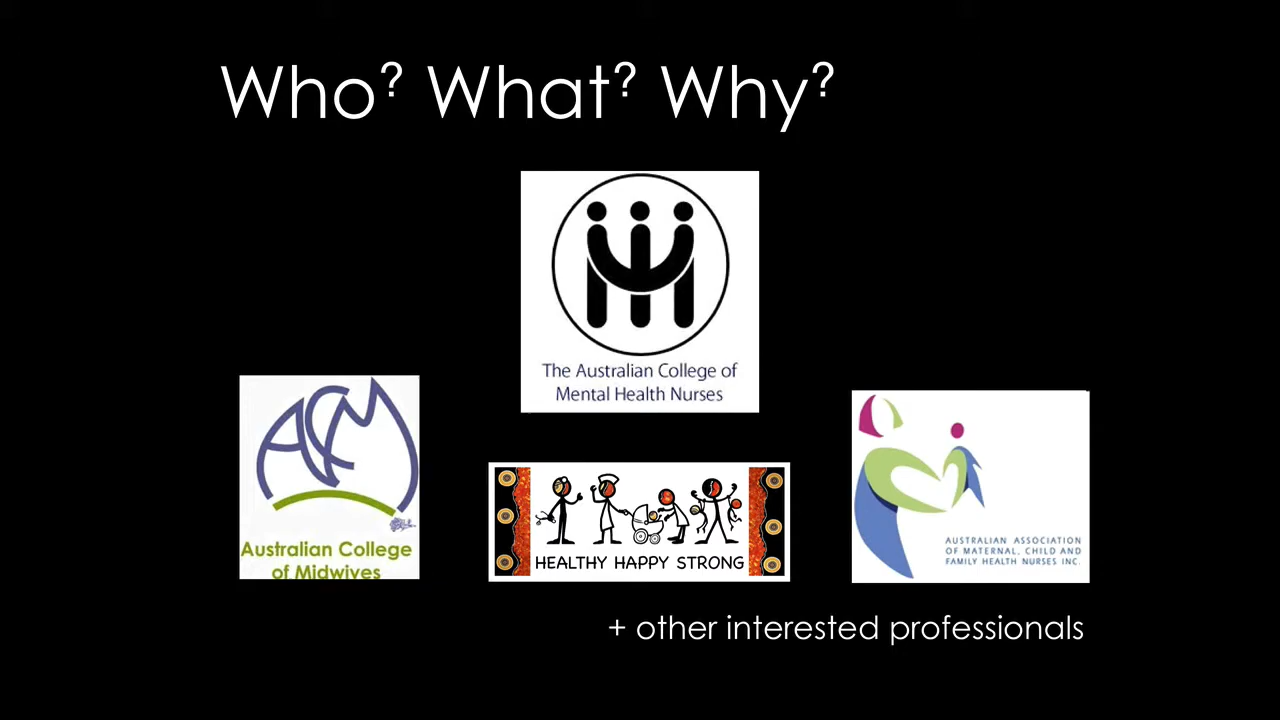 Who? What? Why?
The Australian College of
Mental Health Nurses
ACM
Australian College
of Midwives
HEALTHY HAPPY STRONG
AUSTRALIAN ASSOCIATION
OF MATERNAL, CHILD AND
FAMILY HEALTH NURSES INC.
+ other interested professionals